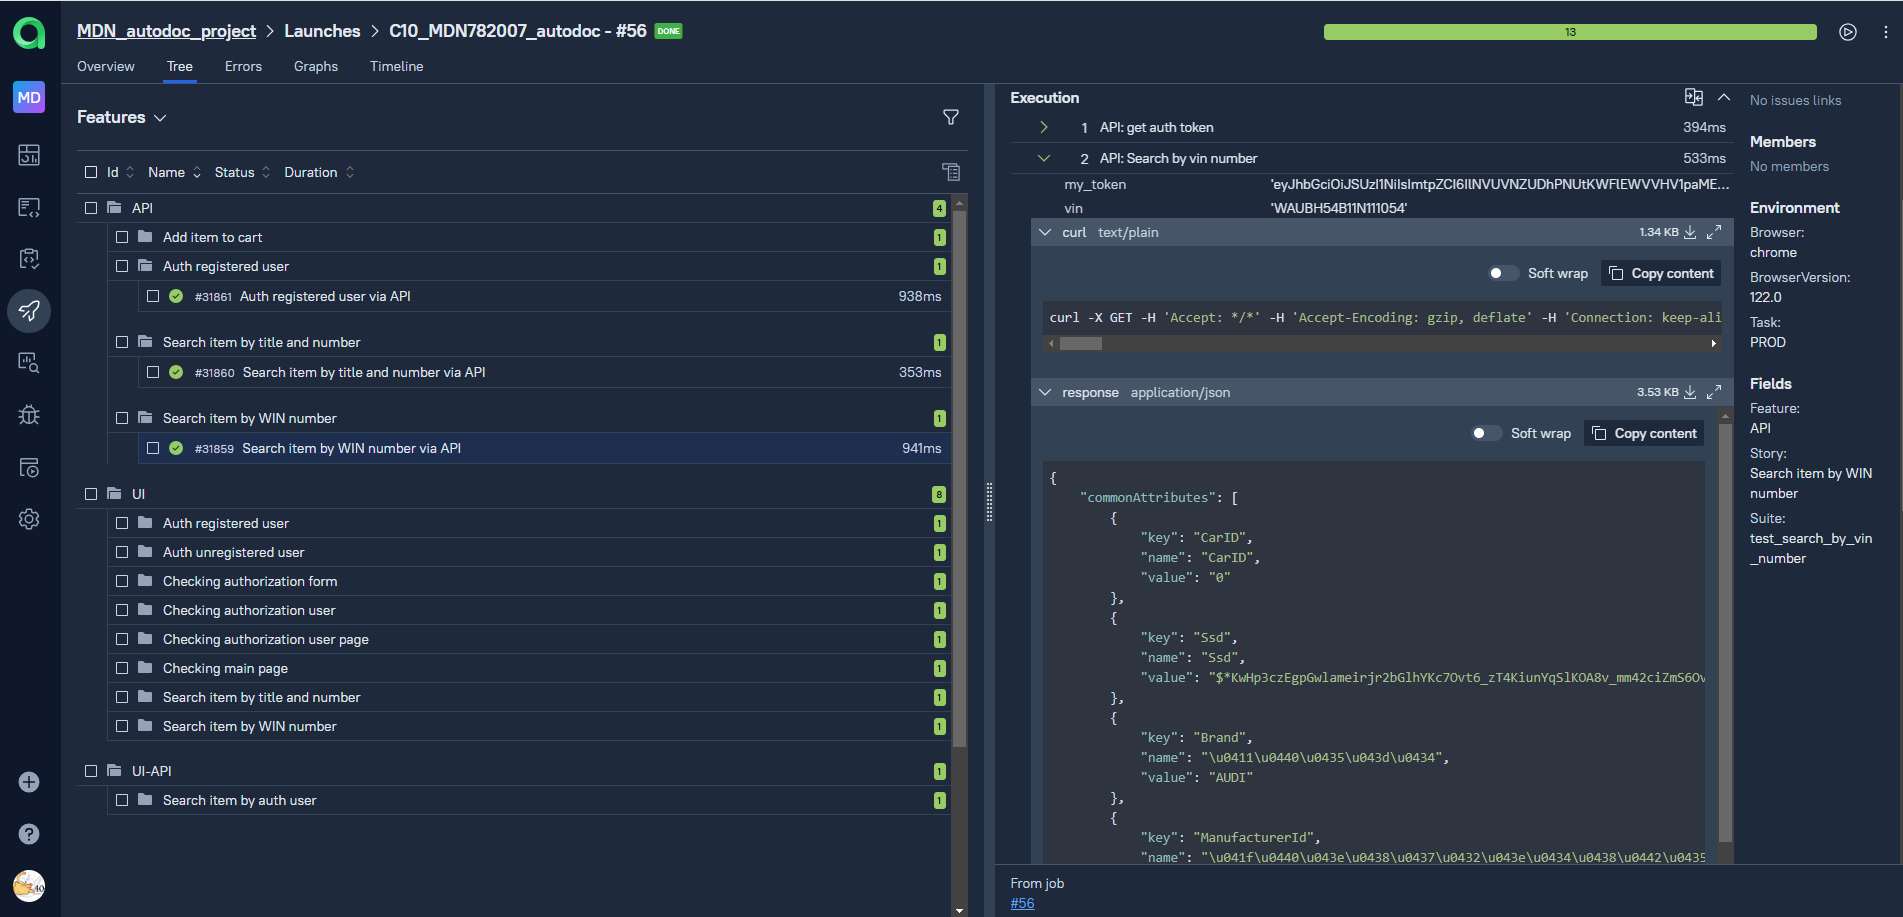 MDN_autodoc_project > Launches > C10_MDN782007_autodoc - #56 DONE
13
Overview Tree Errors Graphs Timeline
MD
Features
Id Name Status Duration
API 4
Add item to cart 1
Auth registered user 1
#31861 Auth registered user via API 938ms
Search item by title and number 1
#31860 Search item by title and number via API 353ms
Search item by WIN number 1
#31859 Search item by WIN number via API 941ms
UI 8
Auth registered user 1
Auth unregistered user 1
Checking authorization form 1
Checking authorization user 1
Checking authorization user page 1
Checking main page 1
Search item by title and number 1
Search item by WIN number 1
UI-API 1
Search item by auth user 1
Execution
1 API: get auth token 394ms
2 API: Search by vin number 533ms
my_token
vin 'WAUBH54B11N111054'
curl text/plain 1.34 KB
Soft wrap Copy content
curl -X GET -H 'Accept: */*' -H 'Accept-Encoding: gzip, deflate' -H 'Connection: keep-ali
response application/json 3.53 KB
Soft wrap Copy content
{
"commonAttributes": [
{
"key": "CarID",
"name": "CarID",
"value": "0"
},
{
"key": "Ssd",
"name": "Ssd",
"value": "$*KwHp3czEgpGwlameirjr2bGlhYKc7Ovt6_zT4KiunYqSlKOA8v_mm42ciZmS6Ov
},
{
"key": "Brand",
"name": "\u0411\u0440\u0435\u043d\u0434",
"value": "AUDI"
},
{
"key": "ManufacturerId",
"name": "\u041f\u0440\u043e\u0438\u0437\u0432\u043e\u0434\u0438\u0442\u0435
From job
#56
No issues links
Members
No members
Environment
Browser:
chrome
BrowserVersion:
122.0
Task:
PROD
Fields
Feature:
API
Story:
Search item by WIN
number
Suite:
test_search_by_vin
_number